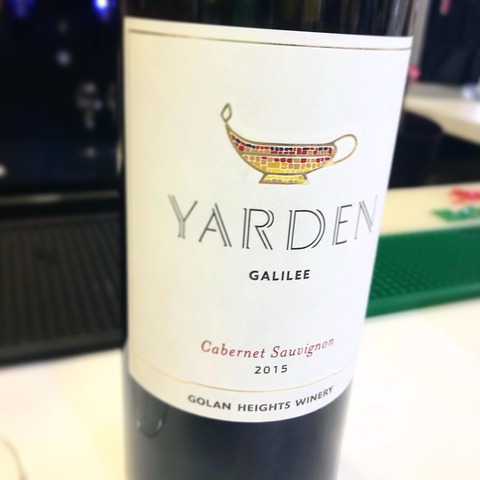 YARDEN
GALILEE
Cabernet Sauvignon
2015
GOLAN HEIGHTS WINERY